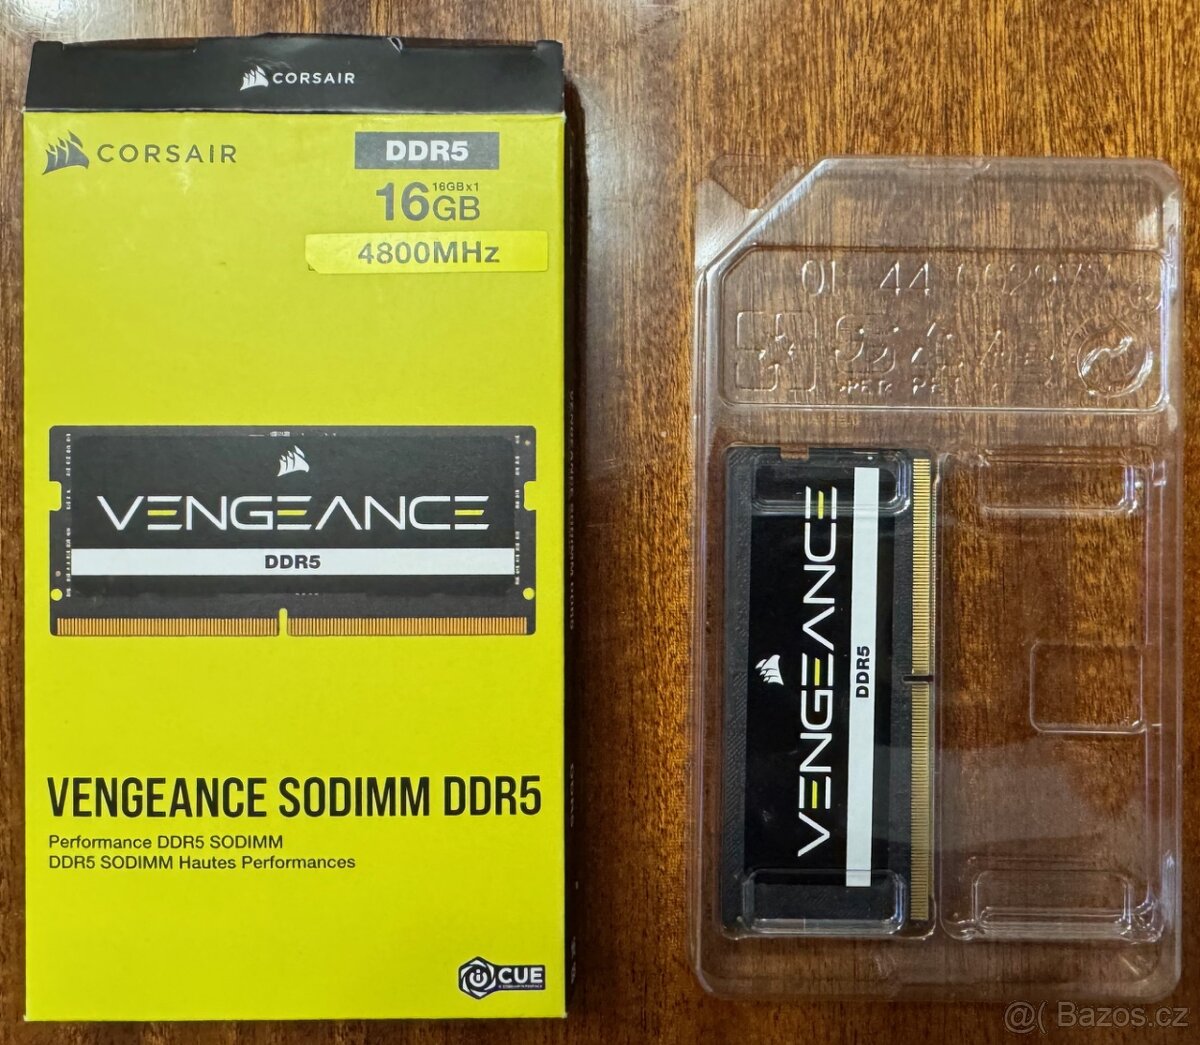 CORSAIR
CORSAIR
DDR5
16GBx1
16GB
4800MHz
VENGEANCE
DDR5
VENGEANCE SODIMM DDR5
Performance DDR5 SODIMM
DDR5 SODIMM Hautes Performances
iCUE
VENGEANCE
DDR5
@( Bazos.cz